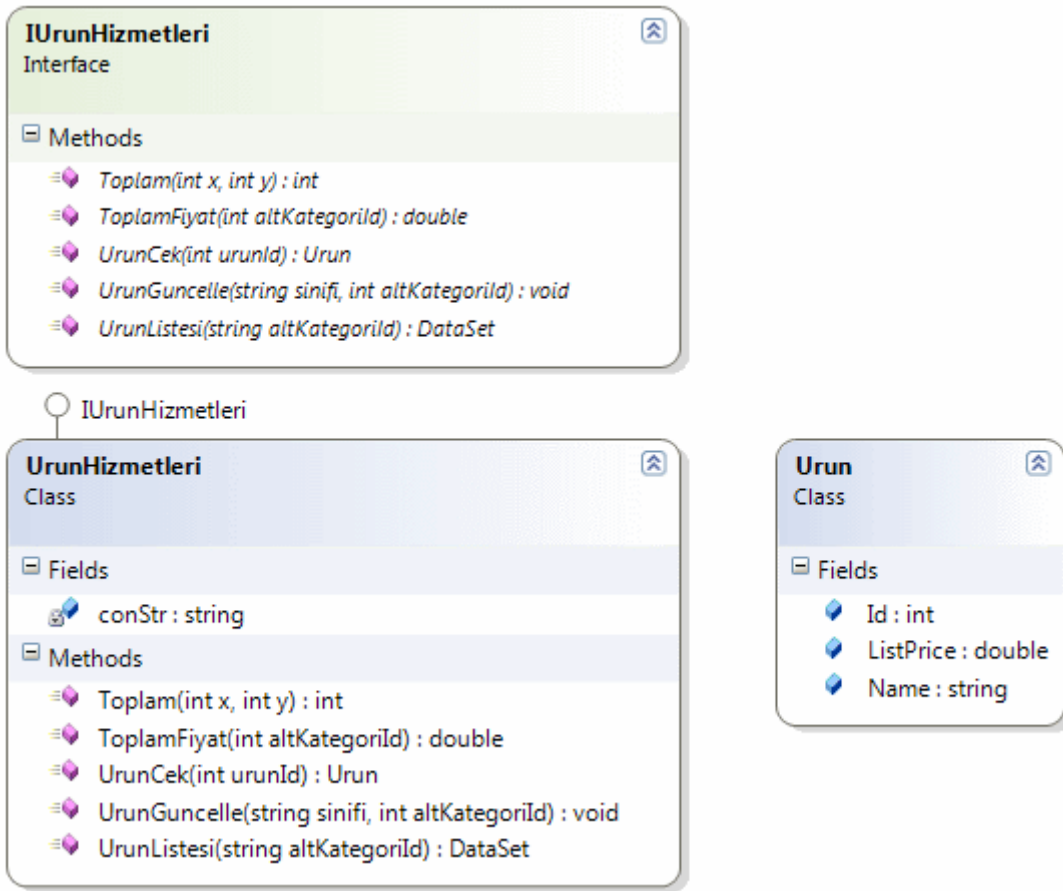 IUrunHizmetleri
Interface
Methods
Toplam(int x, int y) : int
ToplamFiyat(int altKategoriId) : double
UrunCek(int urunId) : Urun
UrunGuncelle(string sinifi, int altKategoriId) : void
UrunListesi(string altKategoriId) : DataSet
IUrunHizmetleri
UrunHizmetleri
Class
Fields
conStr : string
Methods
Toplam(int x, int y) : int
ToplamFiyat(int altKategoriId) : double
UrunCek(int urunId) : Urun
UrunGuncelle(string sinifi, int altKategoriId) : void
UrunListesi(string altKategoriId) : DataSet
Urun
Class
Fields
Id : int
ListPrice : double
Name : string